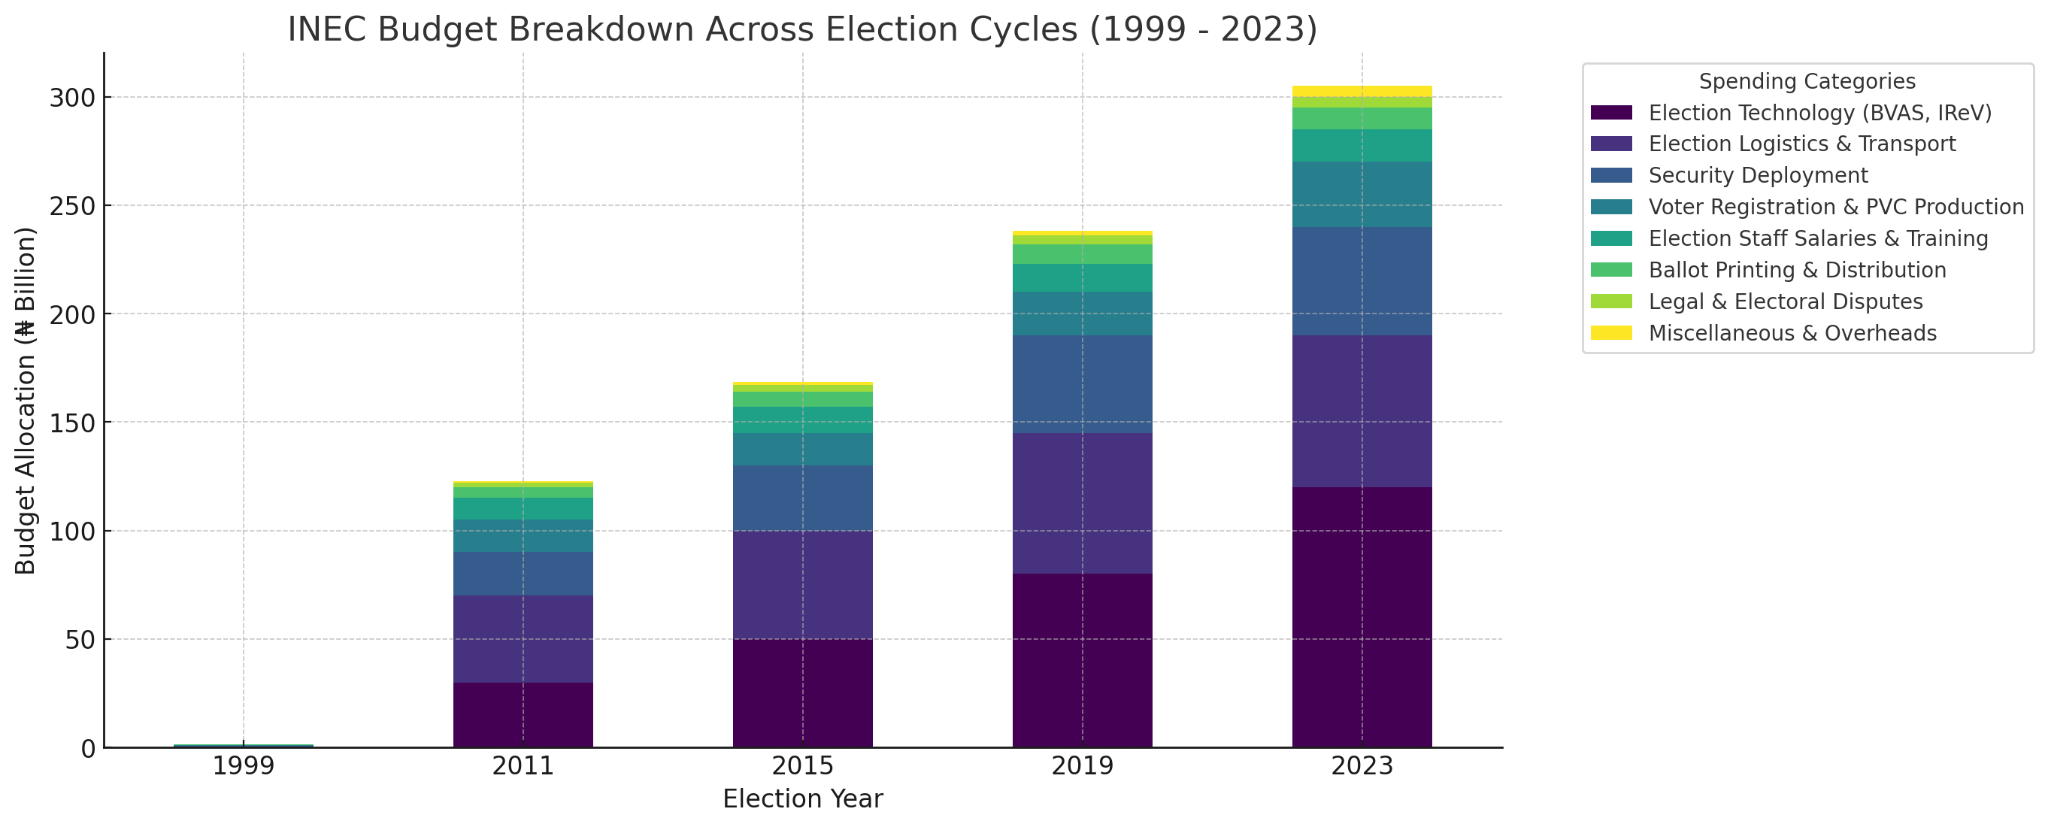 INEC Budget Breakdown Across Election Cycles (1999 - 2023)
Budget Allocation (₦ Billion)
300
250
200
150
100
50
0
1999
2011
2015
2019
2023
Election Year
Spending Categories
Election Technology (BVAS, IReV)
Election Logistics & Transport
Security Deployment
Voter Registration & PVC Production
Election Staff Salaries & Training
Ballot Printing & Distribution
Legal & Electoral Disputes
Miscellaneous & Overheads